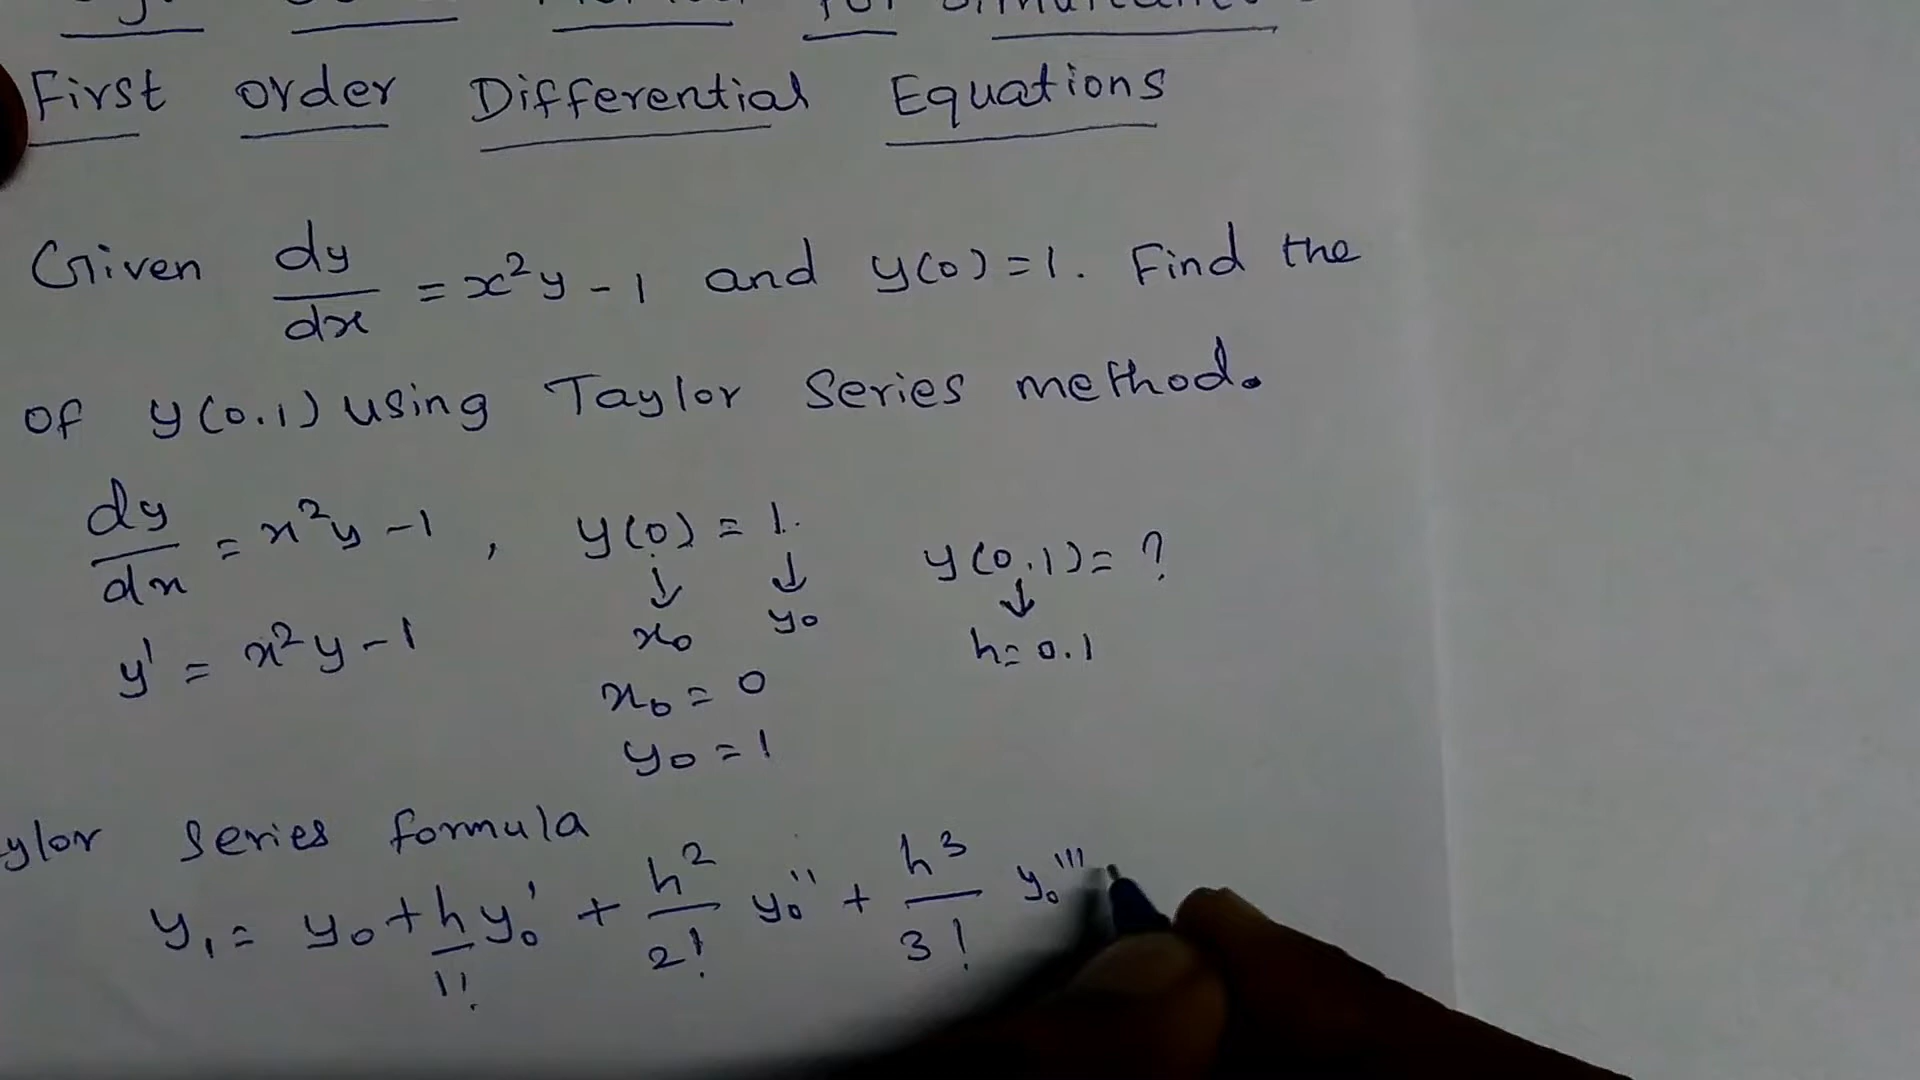 for
First order Differential Equations
Given dy/dx = x²y - 1 and y(0) = 1. Find the
of y(0.1) using Taylor Series method.
dy/dx = x²y - 1 , y(0) = 1. y(0.1) = ?
↓ ↓ ↓
x₀ y₀ h = 0.1
y' = x²y - 1
x₀ = 0
y₀ = 1
ylor series formula
y₁ = y₀ + h/1! y₀' + h²/2! y₀'' + h³/3! y₀'''